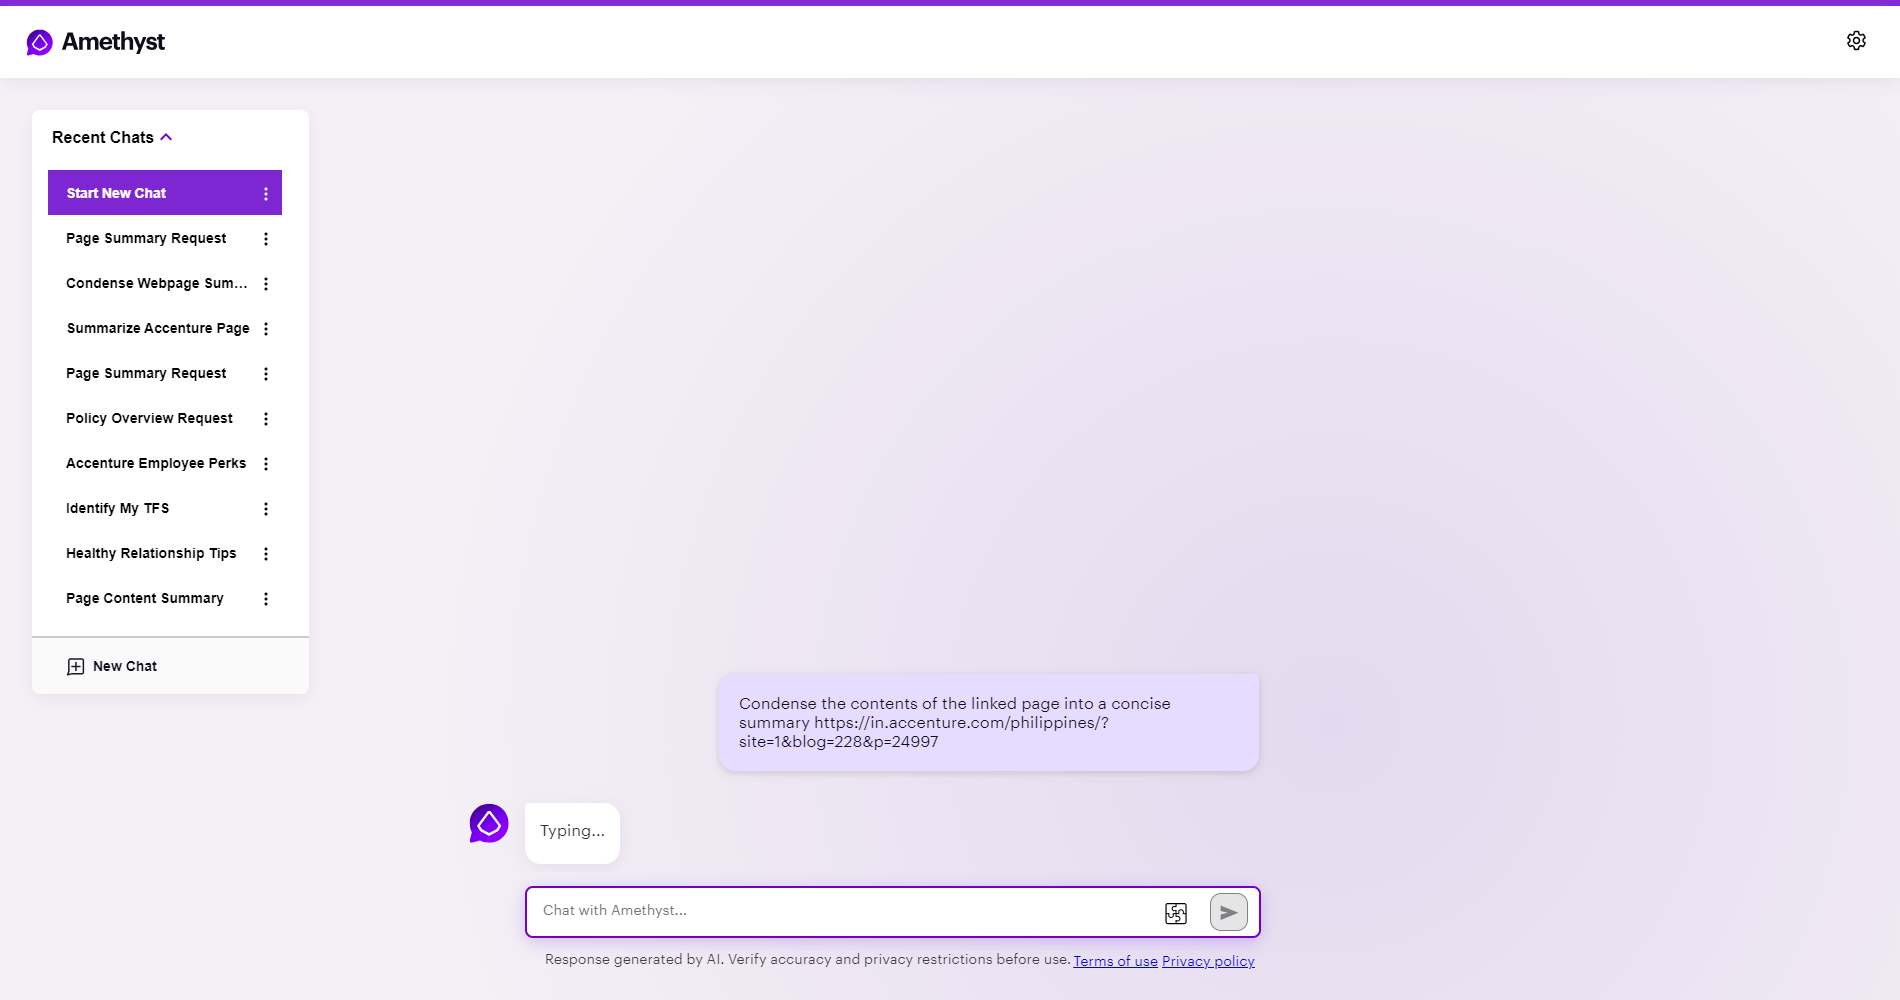 Amethyst
Recent Chats
Start New Chat
Page Summary Request
Condense Webpage Sum...
Summarize Accenture Page
Page Summary Request
Policy Overview Request
Accenture Employee Perks
Identify My TFS
Healthy Relationship Tips
Page Content Summary
New Chat
Condense the contents of the linked page into a concise
summary https://in.accenture.com/philippines/?
site=1&blog=228&p=24997
Typing...
Chat with Amethyst...
Response generated by AI. Verify accuracy and privacy restrictions before use. Terms of use Privacy policy